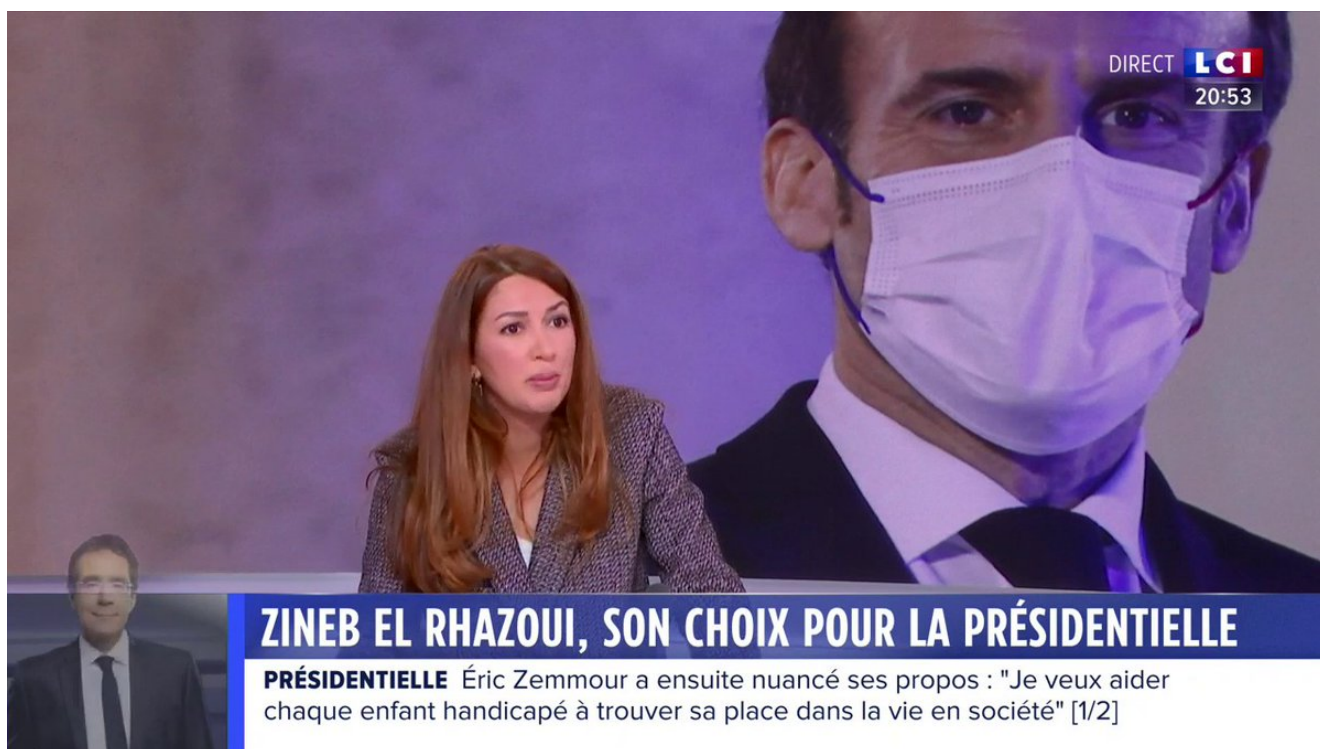 DIRECT LCI
20:53
ZINEB EL RHAZOUI, SON CHOIX POUR LA PRÉSIDENTIELLE
PRÉSIDENTIELLE Éric Zemmour a ensuite nuancé ses propos : "Je veux aider
chaque enfant handicapé à trouver sa place dans la vie en société" [1/2]